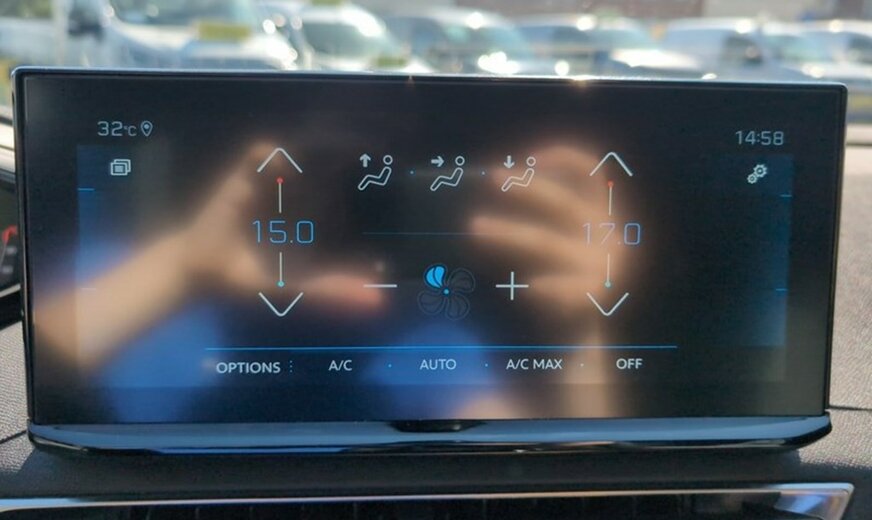 32°C
14:58
15.0
17.0
OPTIONS A/C AUTO A/C MAX OFF